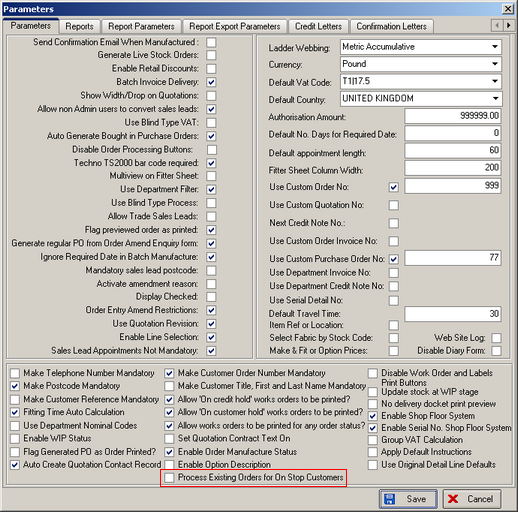 Parameters
Parameters Reports Report Parameters Report Export Parameters Credit Letters Confirmation Letters
Send Confirmation Email When Manufactured :
Generate Live Stock Orders:
Enable Retail Discounts:
Batch Invoice Delivery:
Show Width/Drop on Quotations:
Allow non Admin users to convert sales leads:
Use Blind Type VAT:
Auto Generate Bought in Purchase Orders:
Disable Order Processing Buttons:
Techno TS2000 bar code required:
Multiview on Fitter Sheet:
Use Department Filter:
Use Blind Type Process:
Allow Trade Sales Leads:
Flag previewed order as printed:
Generate regular PO from Order Amend Enquiry form:
Ignore Required Date in Batch Manufacture:
Mandatory sales lead postcode:
Activate amendment reason:
Display Checked:
Order Entry Amend Restrictions:
Use Quotation Revision:
Enable Line Selection:
Sales Lead Appointments Not Mandatory:
Ladder Webbing: Metric Accumulative
Currency: Pound
Default Vat Code: T1|17.5
Default Country: UNITED KINGDOM
Authorisation Amount: 999999.00
Default No. Days for Required Date: 0
Default appointment length: 60
Fitter Sheet Column Width: 200
Use Custom Order No: 999
Use Custom Quotation No:
Next Credit Note No.:
Use Custom Order Invoice No:
Use Custom Purchase Order No: 77
Use Department Invoice No:
Use Department Credit Note No:
Use Serial Detail No:
Default Travel Time: 30
Item Ref or Location:
Select Fabric by Stock Code: Web Site Log:
Make & Fit or Option Prices: Disable Diary Form:
Make Telephone Number Mandatory
Make Postcode Mandatory
Make Customer Reference Mandatory
Fitting Time Auto Calculation
Use Department Nominal Codes
Enable WIP Status
Flag Generated PO as Order Printed?
Auto Create Quotation Contact Record
Make Customer Order Number Mandatory
Make Customer Title, First and Last Name Mandatory
Allow 'On credit hold' works orders to be printed?
Allow 'On customer hold' works orders to be printed?
Allow works orders to be printed for any order status?
Set Quotation Contract Text On
Enable Order Manufacture Status
Enable Option Description
Process Existing Orders for On Stop Customers
Disable Work Order and Labels
Print Buttons
Update stock at WIP stage
No delivery docket print preview
Enable Shop Floor System
Enable Serial No. Shop Floor System
Group VAT Calculation
Apply Default Instructions
Use Original Detail Line Defaults
Save Cancel